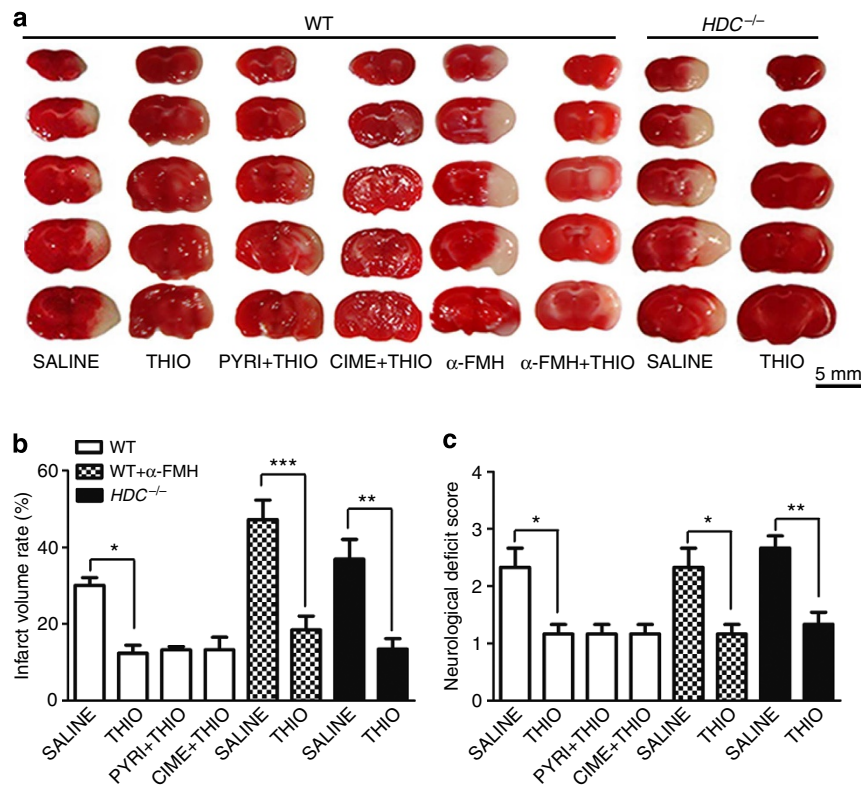 a
WT
HDC⁻/⁻
SALINE THIO PYRI+THIO CIME+THIO α-FMH α-FMH+THIO SALINE THIO
5 mm
b
WT
WT+α-FMH
HDC⁻/⁻
Infarct volume rate (%)
60
40
20
0
*
***
**
SALINE THIO PYRI+THIO CIME+THIO SALINE THIO SALINE THIO
c
Neurological deficit score
4
3
2
1
0
*
*
**
SALINE THIO PYRI+THIO CIME+THIO SALINE THIO SALINE THIO